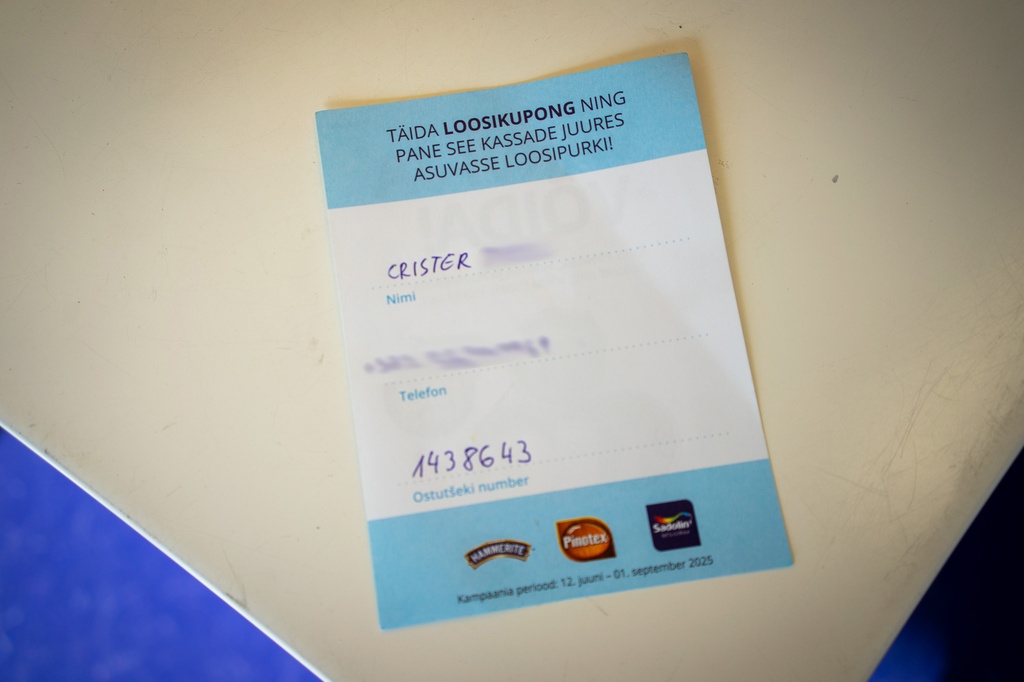 TÄIDA LOOSIKUPONG NING
PANE SEE KASSADE JUURES
ASUVASSE LOOSIPURKI!
CRISTER
Nimi
Telefon
1438643
Ostutšeki number
HAMMERITE
Pinotex
Sadolin
Kampaania periood: 12. juuni – 01. september 2025